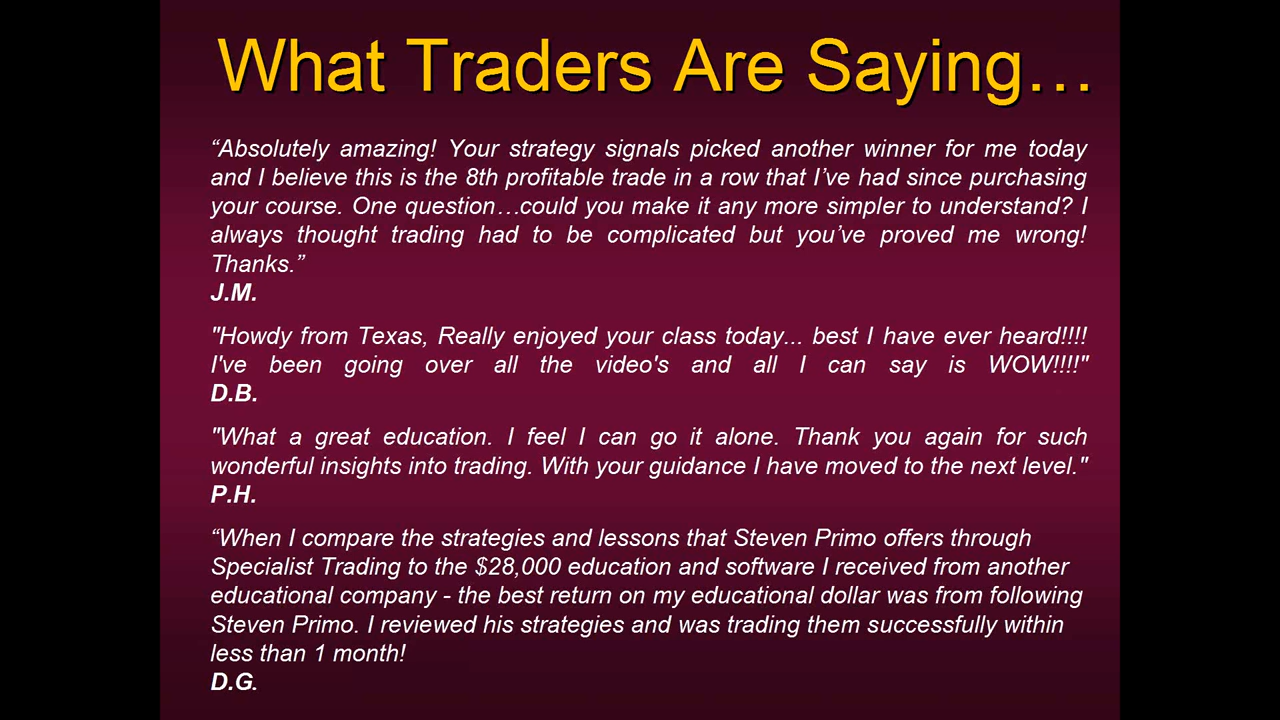 What Traders Are Saying…
“Absolutely amazing! Your strategy signals picked another winner for me today
and I believe this is the 8th profitable trade in a row that I’ve had since purchasing
your course. One question…could you make it any more simpler to understand? I
always thought trading had to be complicated but you’ve proved me wrong!
Thanks.”
J.M.
"Howdy from Texas, Really enjoyed your class today... best I have ever heard!!!!
I've been going over all the video's and all I can say is WOW!!!!"
D.B.
"What a great education. I feel I can go it alone. Thank you again for such
wonderful insights into trading. With your guidance I have moved to the next level."
P.H.
“When I compare the strategies and lessons that Steven Primo offers through
Specialist Trading to the $28,000 education and software I received from another
educational company - the best return on my educational dollar was from following
Steven Primo. I reviewed his strategies and was trading them successfully within
less than 1 month!
D.G.